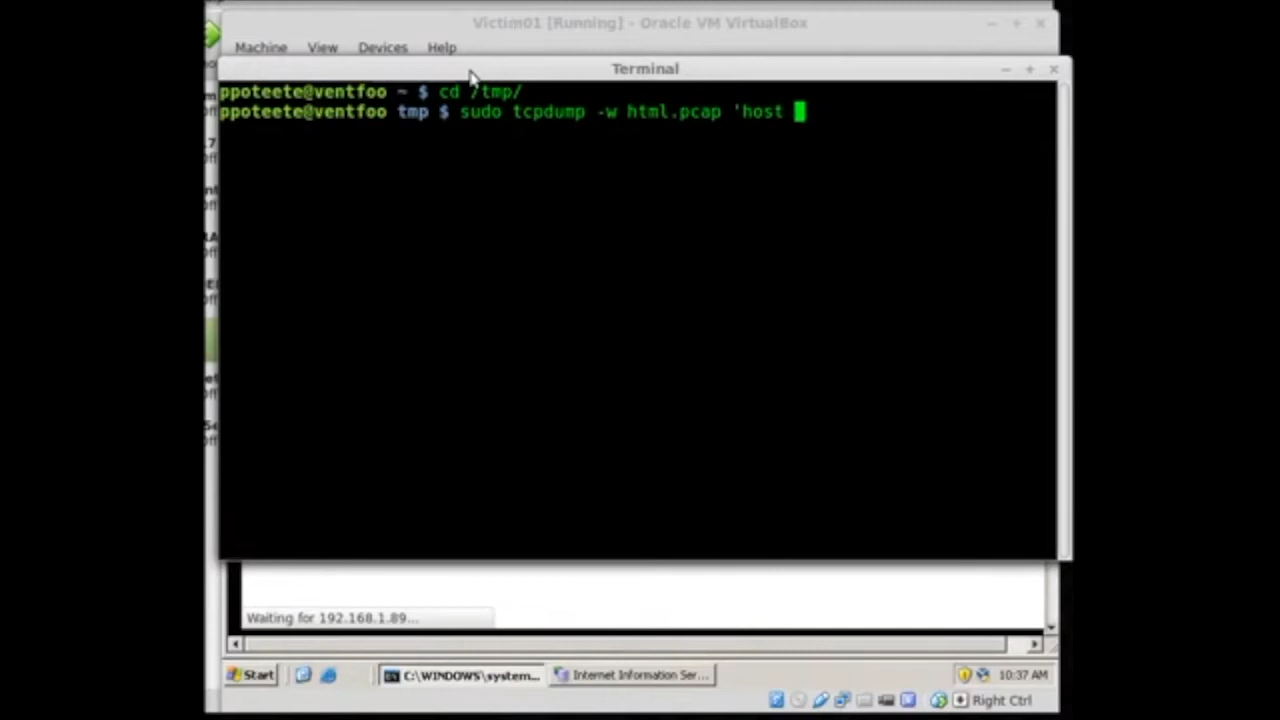 Victim01 [Running] - Oracle VM VirtualBox
Machine View Devices Help
Terminal
ppoteete@ventfoo ~ $ cd /tmp/
ppoteete@ventfoo tmp $ sudo tcpdump -w html.pcap 'host
Waiting for 192.168.1.89...
Start C:\WINDOWS\system... Internet Information Ser... 10:37 AM
Right Ctrl